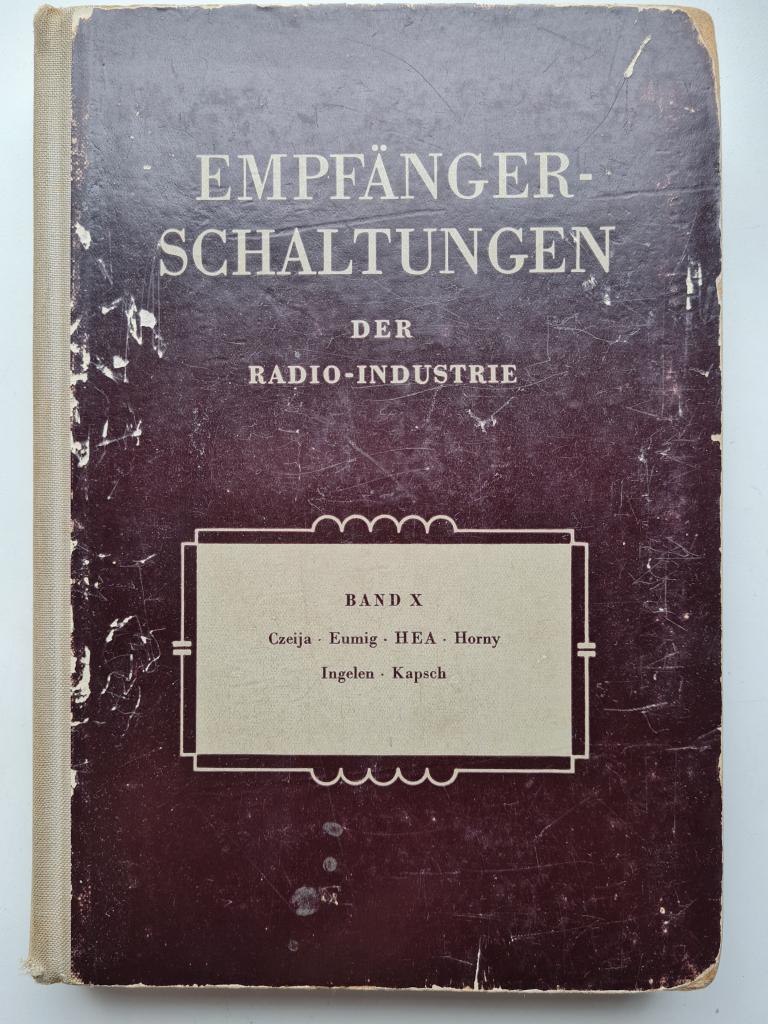 EMPFÄNGER-
SCHALTUNGEN
DER
RADIO-INDUSTRIE
BAND X
Czeija · Eumig · HEA · Horny
Ingelen · Kapsch